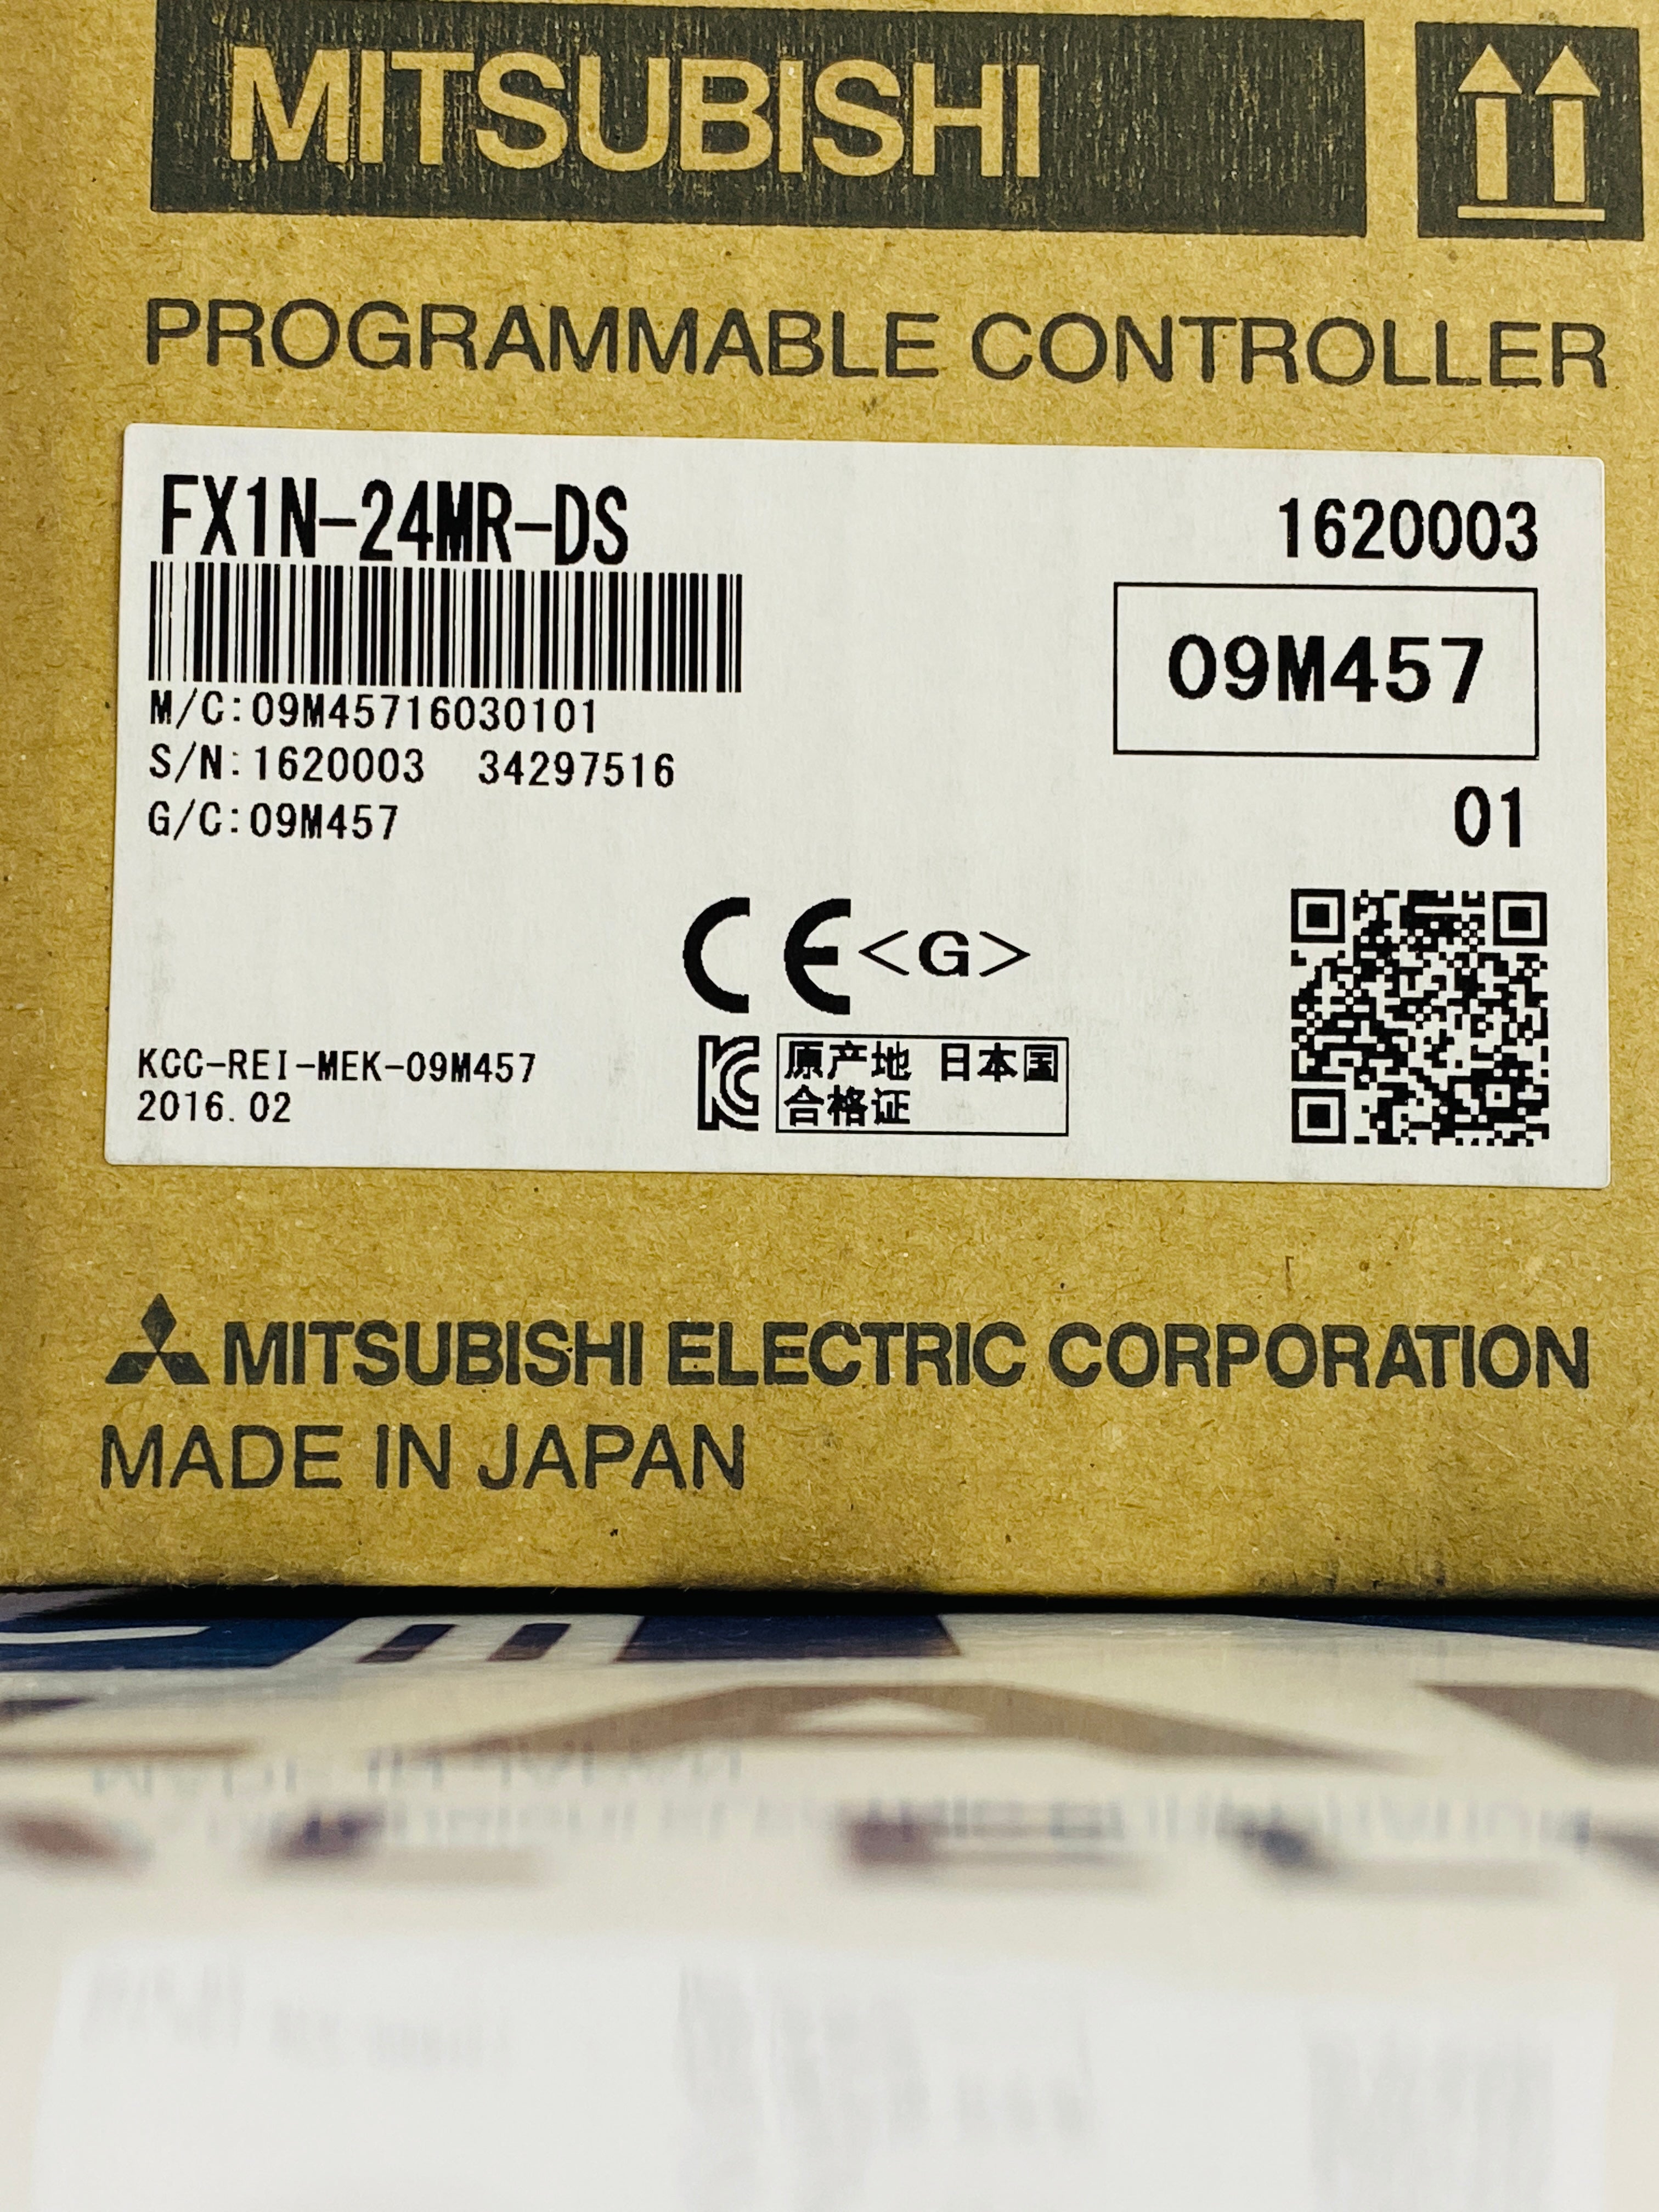 MITSUBISHI
PROGRAMMABLE CONTROLLER
FX1N-24MR-DS
1620003
09M457
M/C:09M45716030101
S/N:1620003 34297516
G/C:09M457
01
CE<G>
KCC-REI-MEK-09M457
2016.02
原产地 日本国
合格证
MITSUBISHI ELECTRIC CORPORATION
MADE IN JAPAN